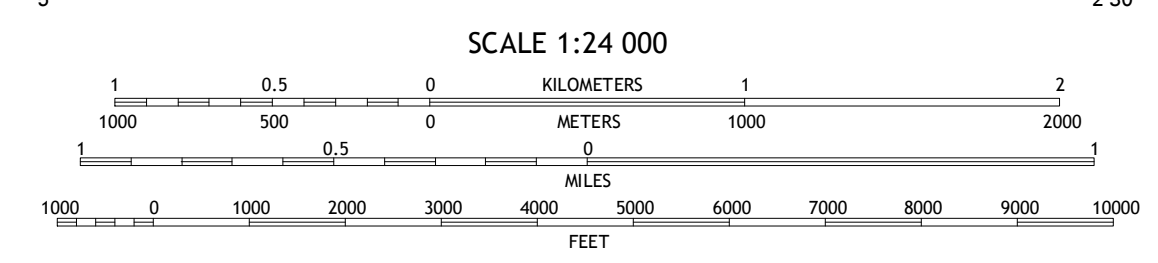 SCALE 1:24 000
1 0.5 0 KILOMETERS 1 2
1000 500 0 METERS 1000 2000
1 0.5 0 1
MILES
1000 0 1000 2000 3000 4000 5000 6000 7000 8000 9000 10000
FEET